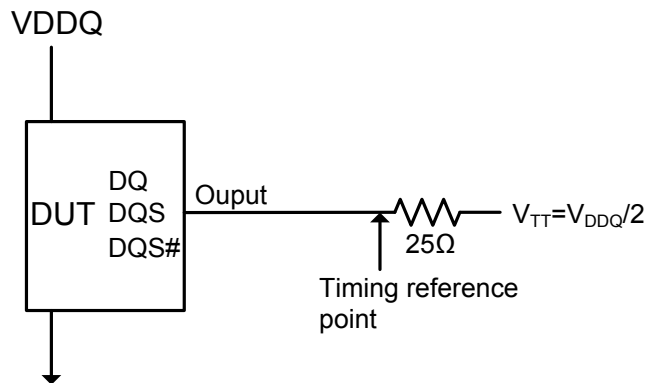 VDDQ
DUT
DQ
DQS
DQS#
Ouput
25Ω
V_TT=V_DDQ/2
Timing reference
point